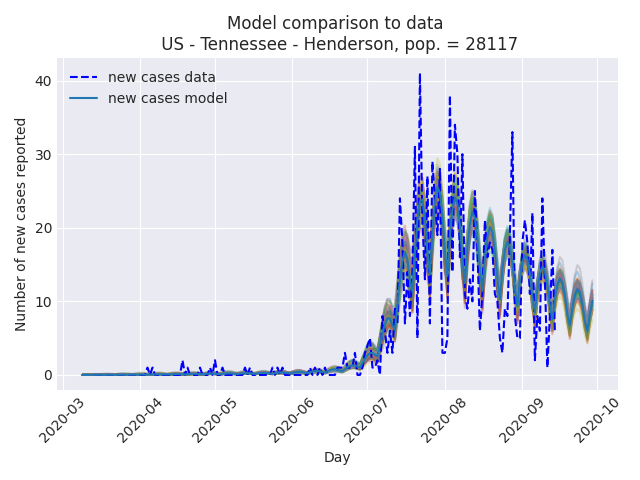 Model comparison to data
US - Tennessee - Henderson, pop. = 28117
new cases data
new cases model
Number of new cases reported
40
30
20
10
0
2020-03
2020-04
2020-05
2020-06
2020-07
2020-08
2020-09
2020-10
Day